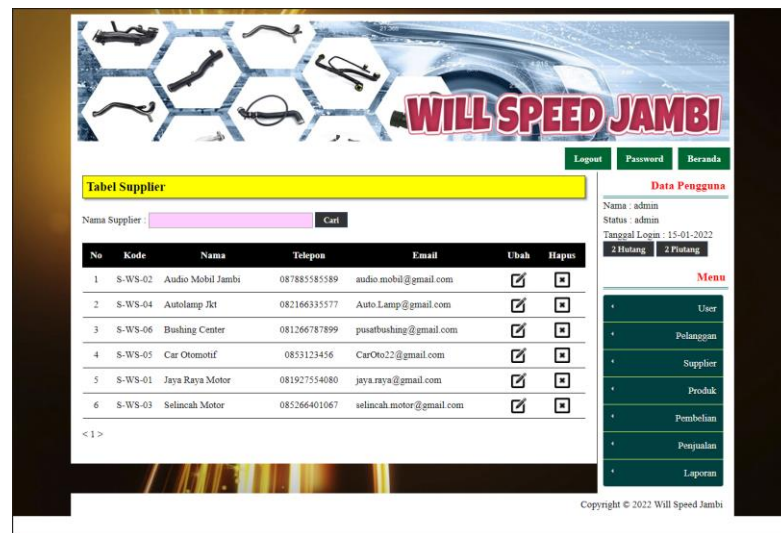 WILL SPEED JAMBI
Logout Password Beranda
Tabel Supplier
Nama Supplier : Cari
No Kode Nama Telepon Email Ubah Hapus
1 S-WS-02 Audio Mobil Jambi 087885585589 audio.mobil@gmail.com
2 S-WS-04 Autolamp Jkt 082166335577 Auto.Lamp@gmail.com
3 S-WS-06 Bushing Center 081266787899 pusatbushing@gmail.com
4 S-WS-05 Car Otomotif 0853123456 CarOto22@gmail.com
5 S-WS-01 Jaya Raya Motor 081927554080 jaya.raya@gmail.com
6 S-WS-03 Selincah Motor 085266401067 selincah.motor@gmail.com
< 1 >
Data Pengguna
Nama : admin
Status : admin
Tanggal Login : 15-01-2022
2 Hutang 2 Piutang
Menu
User
Pelanggan
Supplier
Produk
Pembelian
Penjualan
Laporan
Copyright © 2022 Will Speed Jambi